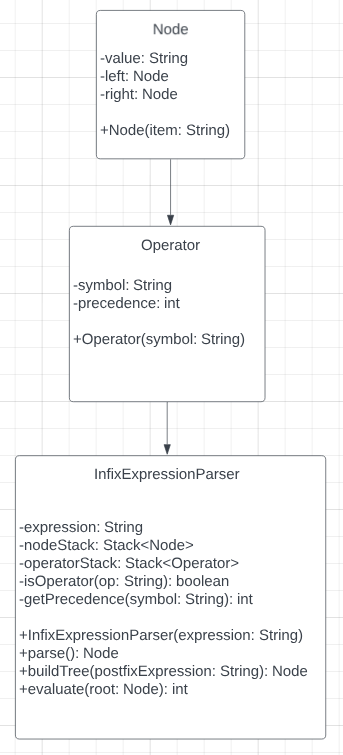 Node
-value: String
-left: Node
-right: Node
+Node(item: String)
Operator
-symbol: String
-precedence: int
+Operator(symbol: String)
InfixExpressionParser
-expression: String
-nodeStack: Stack<Node>
-operatorStack: Stack<Operator>
-isOperator(op: String): boolean
-getPrecedence(symbol: String): int
+InfixExpressionParser(expression: String)
+parse(): Node
+buildTree(postfixExpression: String): Node
+evaluate(root: Node): int